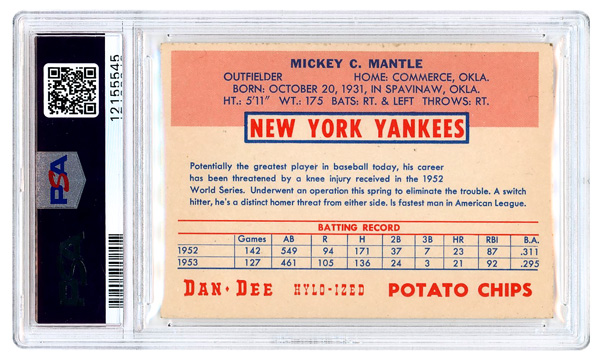 12155545
PSA
MICKEY C. MANTLE
OUTFIELDER HOME: COMMERCE, OKLA.
BORN: OCTOBER 20, 1931, IN SPAVINAW, OKLA.
HT.: 5'11" WT.: 175 BATS: RT. & LEFT THROWS: RT.
NEW YORK YANKEES
Potentially the greatest player in baseball today, his career
has been threatened by a knee injury received in the 1952
World Series. Underwent an operation this spring to eliminate the trouble. A switch
hitter, he's a distinct homer threat from either side. Is fastest man in American League.
BATTING RECORD
Games AB R H 2B 3B HR RBI B.A.
1952 142 549 94 171 37 7 23 87 .311
1953 127 461 105 136 24 3 21 92 .295
DAN-DEE HYLO-IZED POTATO CHIPS